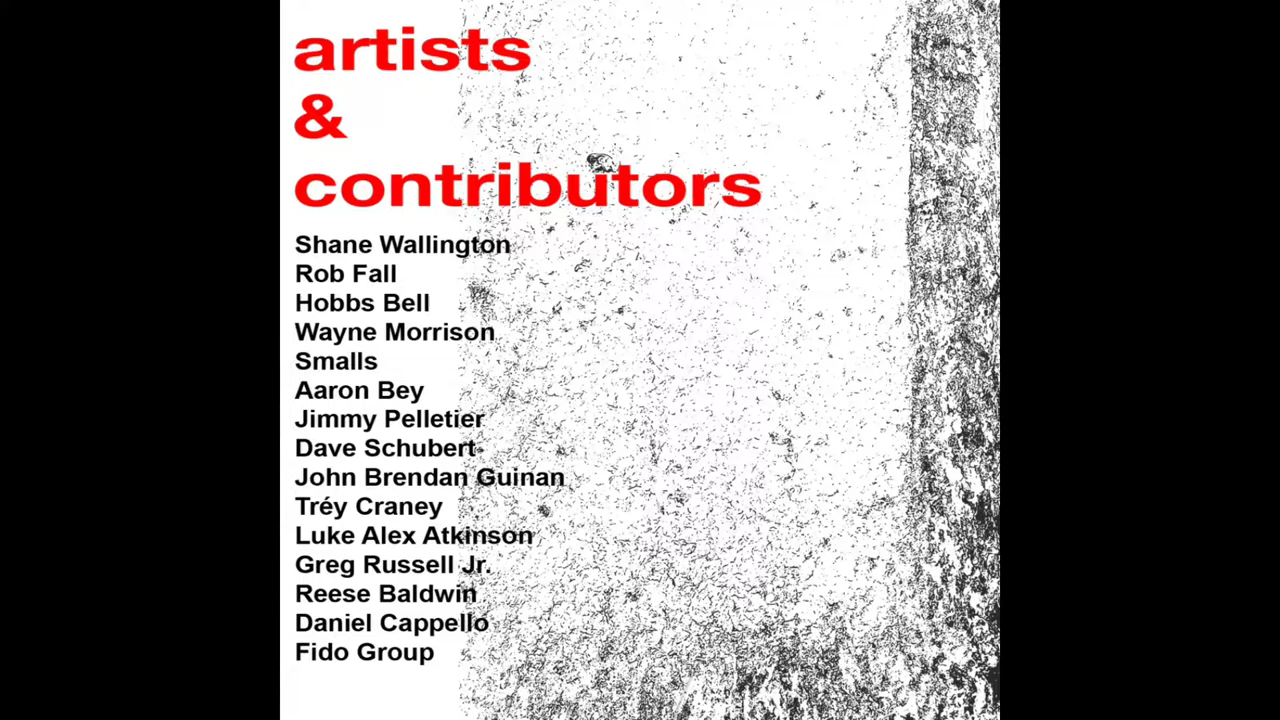 artists
&
contributors
Shane Wallington
Rob Fall
Hobbs Bell
Wayne Morrison
Smalls
Aaron Bey
Jimmy Pelletier
Dave Schubert
John Brendan Guinan
Tréy Craney
Luke Alex Atkinson
Greg Russell Jr.
Reese Baldwin
Daniel Cappello
Fido Group